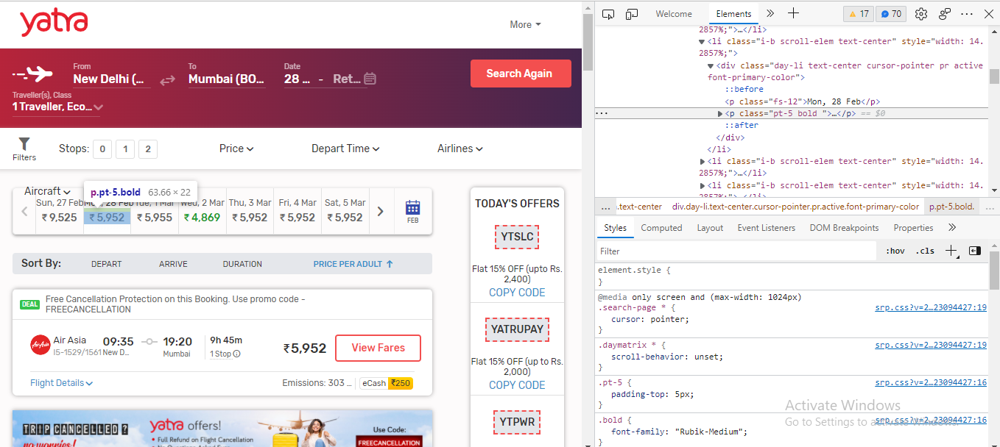 yatra
More
From
New Delhi (...
To
Mumbai (BO...
Date
28 ... - Ret...
Search Again
Traveller(s), Class
1 Traveller, Eco...
Filters
Stops: 0 1 2
Price
Depart Time
Airlines
Aircraft
p.pt-5.bold 63.66 × 22
Sun, 27 Feb
₹ 9,525
28 Feb
₹ 5,952
Tue, 1 Mar
₹ 5,955
Wed, 2 Mar
₹ 4,869
Thu, 3 Mar
₹ 5,952
Fri, 4 Mar
₹ 5,952
Sat, 5 Mar
₹ 5,952
FEB
Sort By: DEPART ARRIVE DURATION PRICE PER ADULT ↑
DEAL
Free Cancellation Protection on this Booking. Use promo code -
FREECANCELLATION
AirAsia
Air Asia
I5-1529/1561
09:35
New D...
19:20
Mumbai
9h 45m
1 Stop
₹5,952
View Fares
Flight Details
Emissions: 303 ...
eCash ₹250
TRIP CANCELLED ?
no worries!
yatra offers!
• Full Refund on Flight Cancellation
• No Questions Asked
Use Code:
FREECANCELLATION
TODAY'S OFFERS
YTSLC
Flat 15% OFF (upto Rs.
2,400)
COPY CODE
YATRUPAY
Flat 15% OFF (up to Rs.
2,000)
COPY CODE
YTPWR
Welcome Elements 17 70
2857%;">…</li>
<li class="i-b scroll-elem text-center" style="width: 14.
2857%;">
<div class="day-li text-center cursor-pointer pr active
font-primary-color">
::before
<p class="fs-12">Mon, 28 Feb</p>
<p class="pt-5 bold ">…</p> == $0
::after
</div>
</li>
<li class="i-b scroll-elem text-center" style="width: 14.
2857%;">…</li>
<li class="i-b scroll-elem text-center" style="width: 14.
2857%;">…</li>
... .text-center div.day-li.text-center.cursor-pointer.pr.active.font-primary-color p.pt-5.bold. ...
Styles Computed Layout Event Listeners DOM Breakpoints Properties
Filter
:hov .cls
element.style {
}
@media only screen and (max-width: 1024px)
.search-page * { srp.css?v=2…23094427:19
cursor: pointer;
}
.daymatrix * { srp.css?v=2…23094427:19
scroll-behavior: unset;
}
.pt-5 { srp.css?v=2…23094427:16
padding-top: 5px;
}
.bold { srp.css?v=2…23094427:16
font-family: "Rubik-Medium";
}
Activate Windows
Go to Settings to activate Windows.